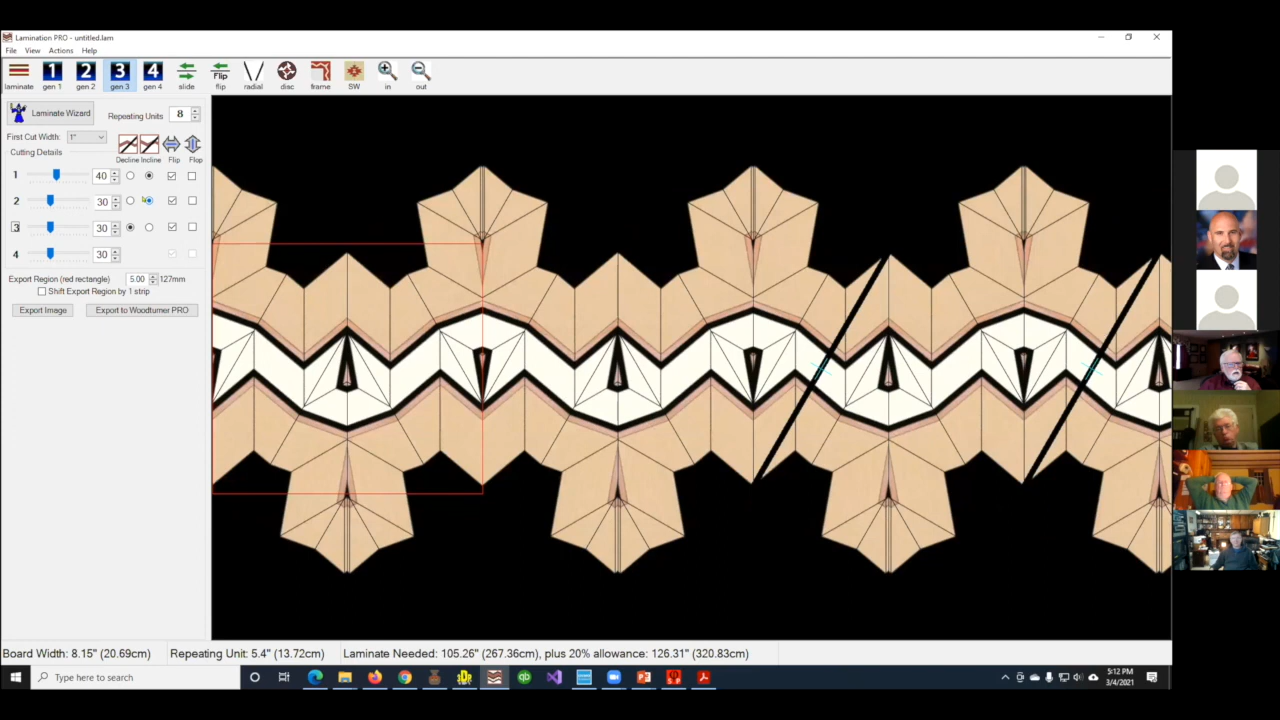 Lamination PRO - untitled.lam
File View Actions Help
1 2 3 4 Flip
laminate gen 1 gen 2 gen 3 gen 4 slide flip radial disc frame SW in out
Laminate Wizard Repeating Units 8
First Cut Width: 1"
Cutting Details Decline Incline Flip Flop
1 40
2 30
3 30
4 30
Export Region (red rectangle) 5.00 127mm
Shift Export Region by 1 strip
Export Image Export to Woodturner PRO
Board Width: 8.15" (20.69cm) Repeating Unit: 5.4" (13.72cm) Laminate Needed: 105.26" (267.36cm), plus 20% allowance: 126.31" (320.83cm)
Type here to search
5:12 PM
3/4/2021